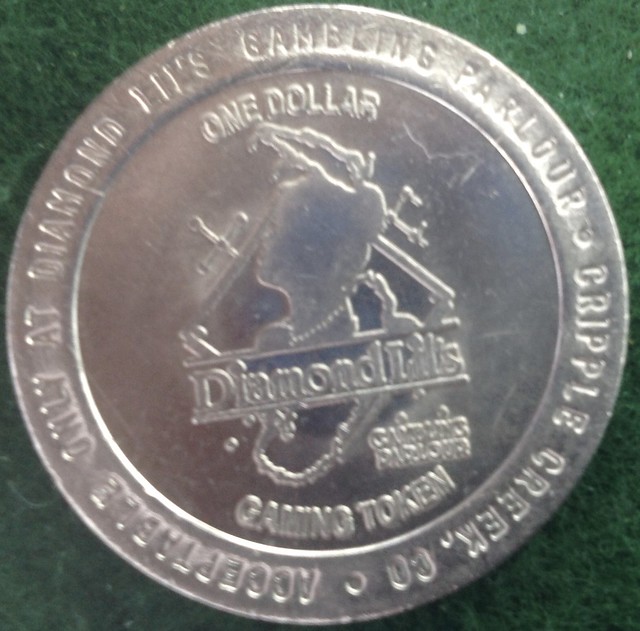 ACCEPTABLE ONLY AT DIAMOND LIL'S GAMBLING PARLOUR • CRIPPLE CREEK, CO •
ONE DOLLAR
Diamond Lil's
GAMBLING
PARLOUR
GAMING TOKEN